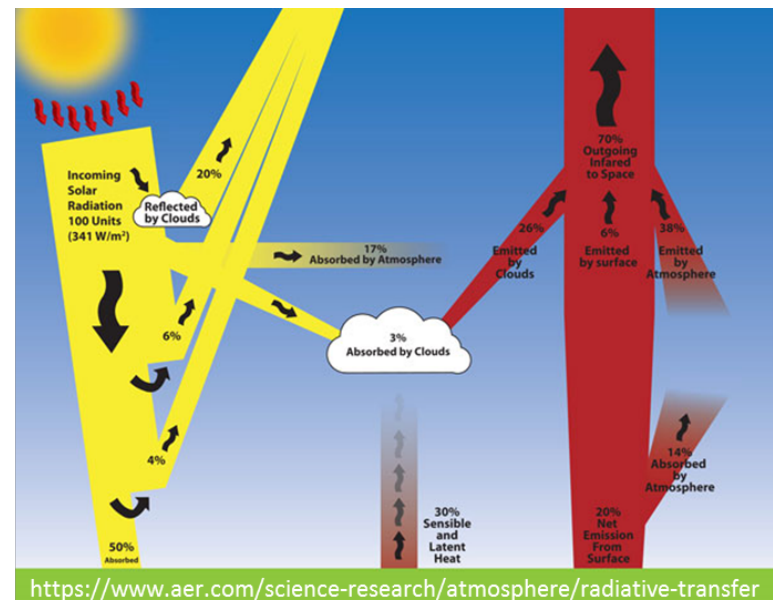 Incoming
Solar
Radiation
100 Units
(341 W/m²)
Reflected
by Clouds
20%
17%
Absorbed by Atmosphere
6%
4%
50%
Absorbed
3%
Absorbed by Clouds
30%
Sensible
and
Latent
Heat
70%
Outgoing
Infared
to Space
26%
Emitted
by Clouds
6%
Emitted
by surface
38%
Emitted by
Atmosphere
14%
Absorbed by
Atmosphere
20%
Net
Emission
From
Surface
https://www.aer.com/science-research/atmosphere/radiative-transfer